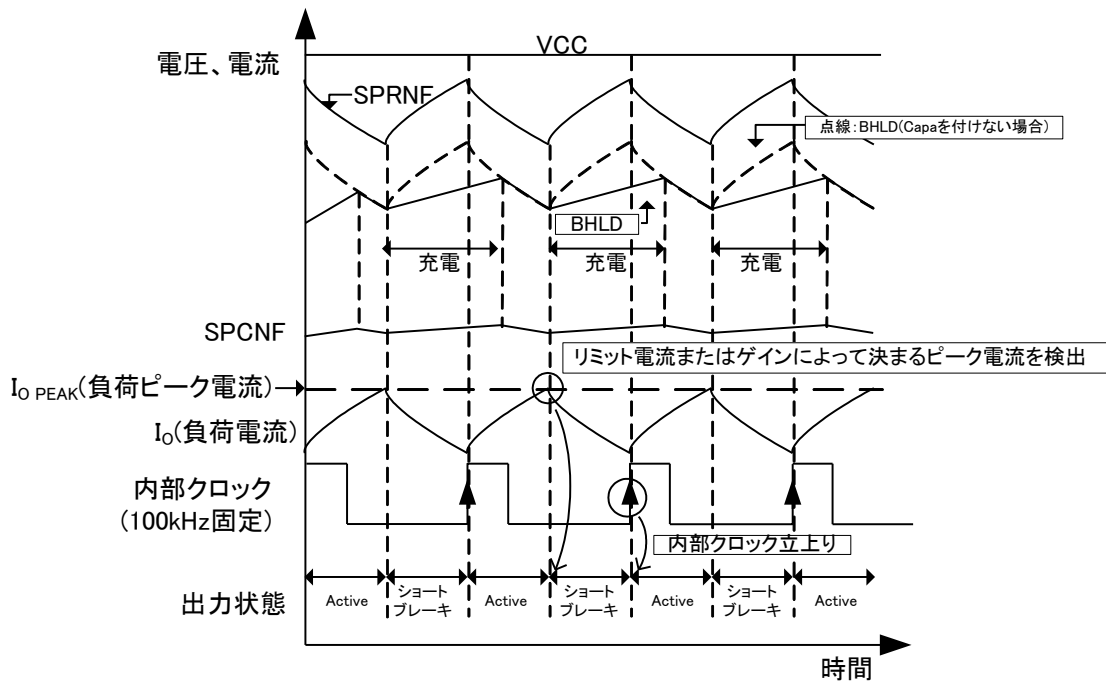 電圧、電流
VCC
SPRNF
点線：BHLD(Capaを付けない場合)
BHLD
充電
充電
充電
SPCNF
リミット電流またはゲインによって決まるピーク電流を検出
IO PEAK(負荷ピーク電流)
IO(負荷電流)
内部クロック
(100kHz固定)
内部クロック立上り
出力状態
Active
ショート
ブレーキ
Active
ショート
ブレーキ
Active
ショート
ブレーキ
Active
時間